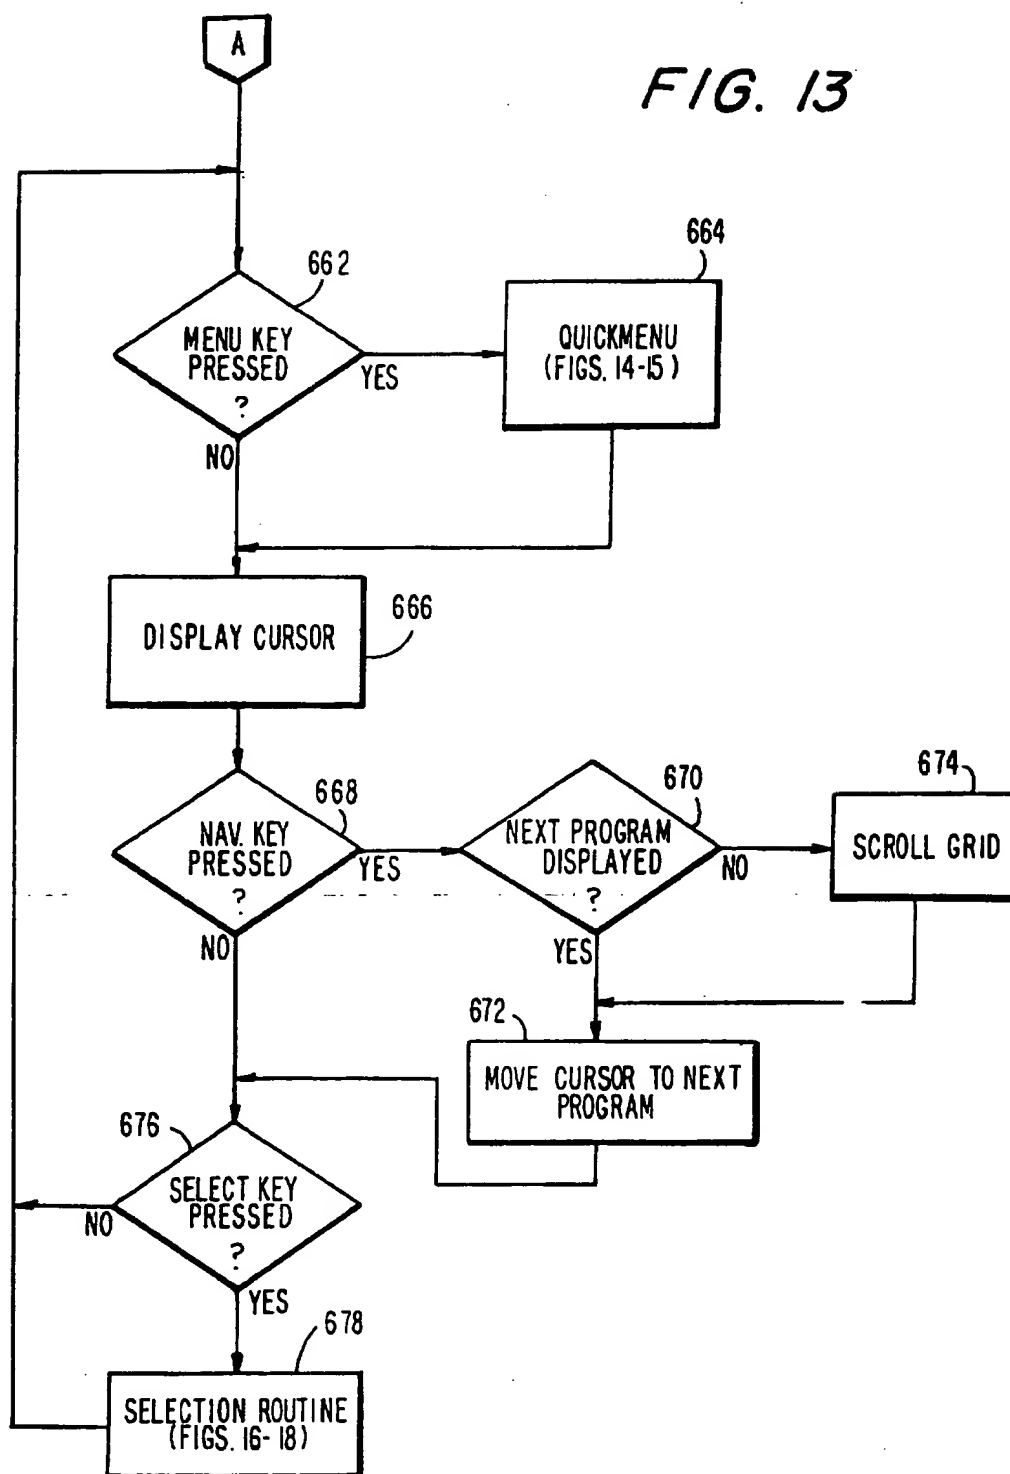 A
FIG. 13
662
MENU KEY
PRESSED
?
YES
NO
664
QUICKMENU
(FIGS. 14-15)
DISPLAY CURSOR
666
668
NAV. KEY
PRESSED
?
YES
NO
670
NEXT PROGRAM
DISPLAYED
?
NO
YES
674
SCROLL GRID
672
MOVE CURSOR TO NEXT
PROGRAM
676
SELECT KEY
PRESSED
?
NO
YES
678
SELECTION ROUTINE
(FIGS. 16-18)